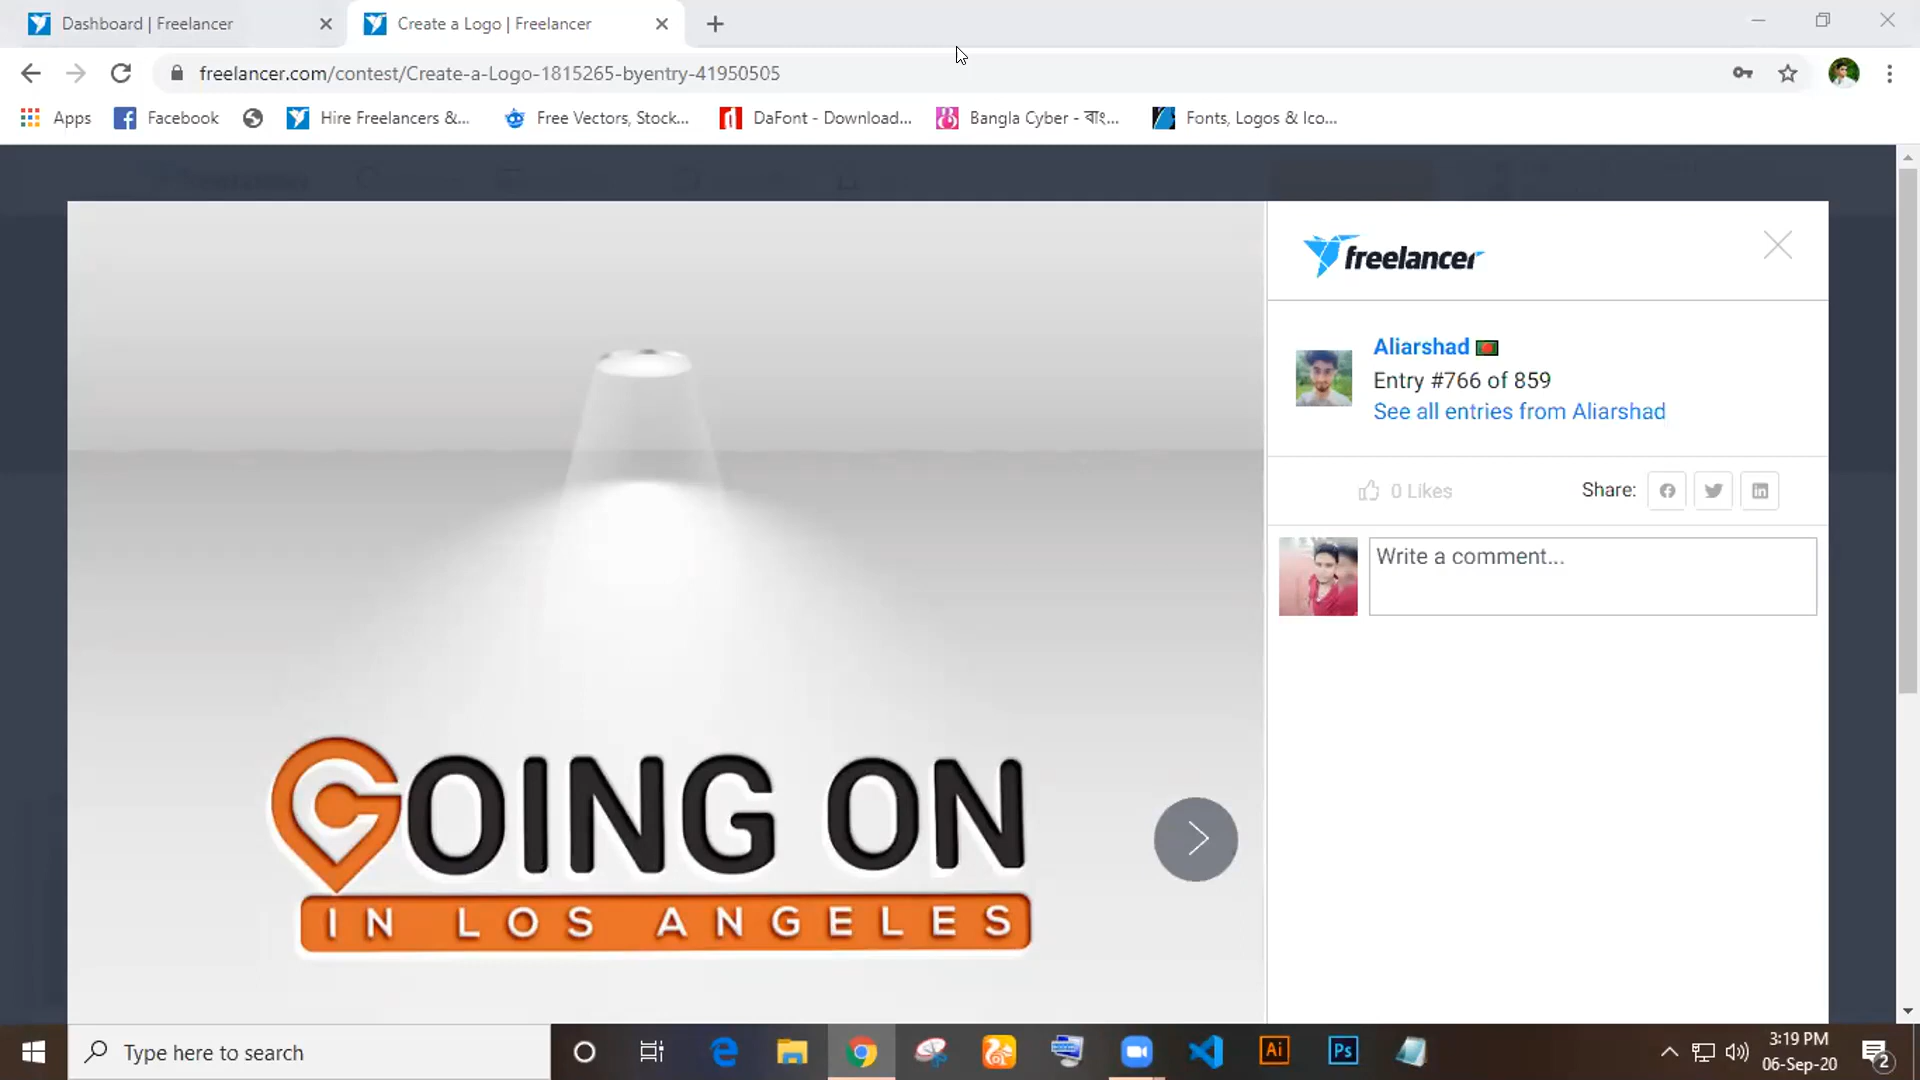 Dashboard | Freelancer
Create a Logo | Freelancer
freelancer.com/contest/Create-a-Logo-1815265-byentry-41950505
Apps
Facebook
Hire Freelancers &...
Free Vectors, Stock...
DaFont - Download...
Bangla Cyber - বাং...
Fonts, Logos & Ico...
freelancer
Aliarshad
Entry #766 of 859
See all entries from Aliarshad
0 Likes
Share:
Write a comment...
GOING ON
IN LOS ANGELES
Type here to search
Ai
Ps
3:19 PM
06-Sep-20
2